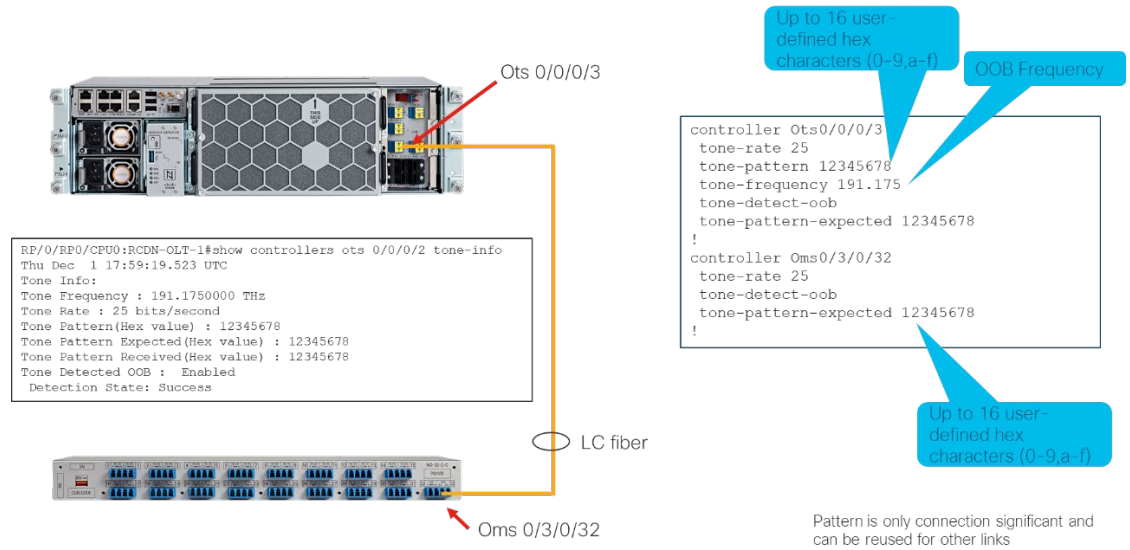 Up to 16 user-
defined hex
characters (0-9,a-f)
OOB Frequency
Ots 0/0/0/3
controller Ots0/0/0/3
tone-rate 25
tone-pattern 12345678
tone-frequency 191.175
tone-detect-oob
tone-pattern-expected 12345678
!
controller Oms0/3/0/32
tone-rate 25
tone-detect-oob
tone-pattern-expected 12345678
!
RP/0/RP0/CPU0:RCDN-OLT-1#show controllers ots 0/0/0/2 tone-info
Thu Dec 1 17:59:19.523 UTC
Tone Info:
Tone Frequency : 191.1750000 THz
Tone Rate : 25 bits/second
Tone Pattern(Hex value) : 12345678
Tone Pattern Expected(Hex value) : 12345678
Tone Pattern Received(Hex value) : 12345678
Tone Detected OOB : Enabled
Detection State: Success
Up to 16 user-
defined hex
characters (0-9,a-f)
LC fiber
Oms 0/3/0/32
Pattern is only connection significant and
can be reused for other links
THIS
SIDE
UP